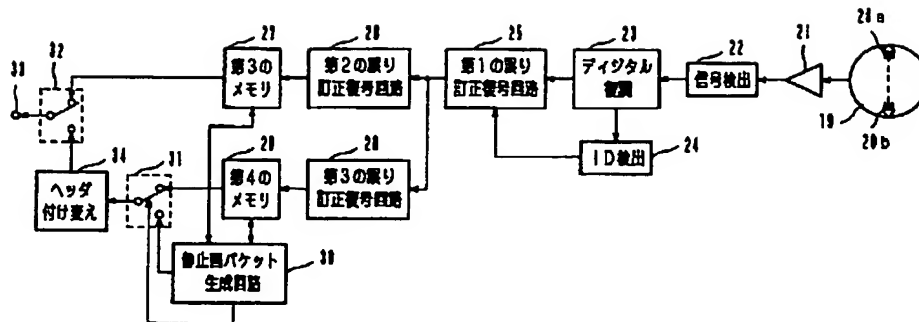 33
32
27
第3の
メモリ
第2の誤り
訂正復号回路
25
第1の誤り
訂正復号回路
23
ディジタル
復調
22
信号検出
21
20a
19
20b
ID検出
24
34
ヘッダ
付け変え
31
第4の
メモリ
28
第3の誤り
訂正復号回路
静止画パケット
生成回路
30